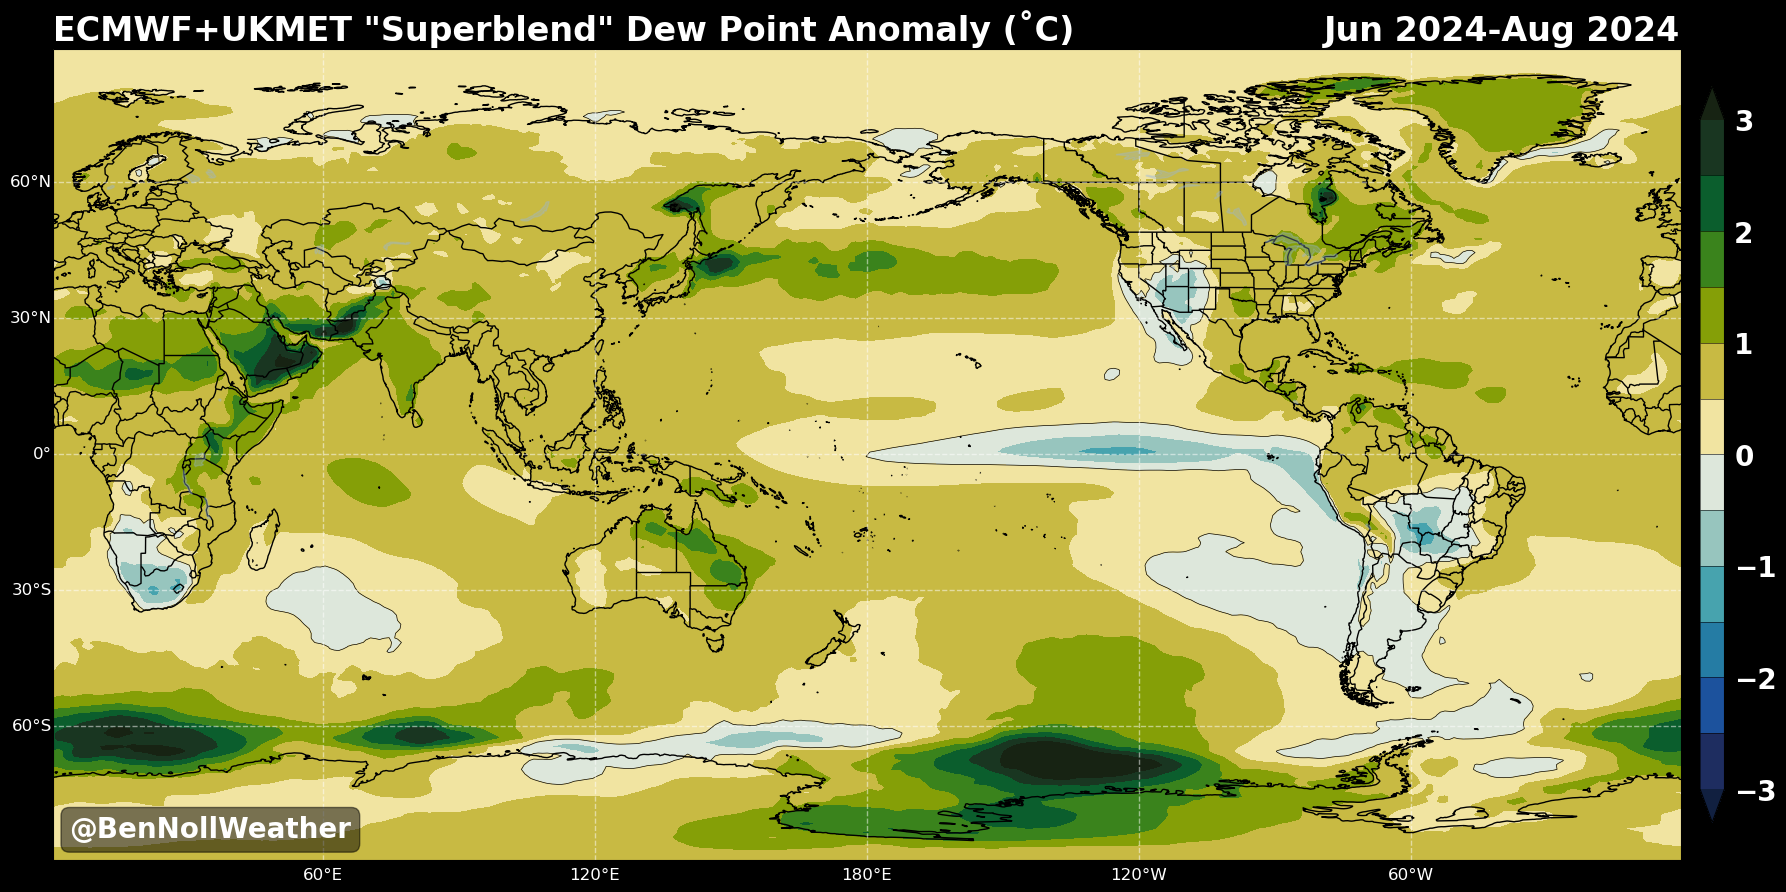 ECMWF+UKMET "Superblend" Dew Point Anomaly (˚C)
Jun 2024-Aug 2024
60°N
30°N
0°
30°S
60°S
60°E
120°E
180°E
120°W
60°W
3
2
1
0
−1
−2
−3
@BenNollWeather